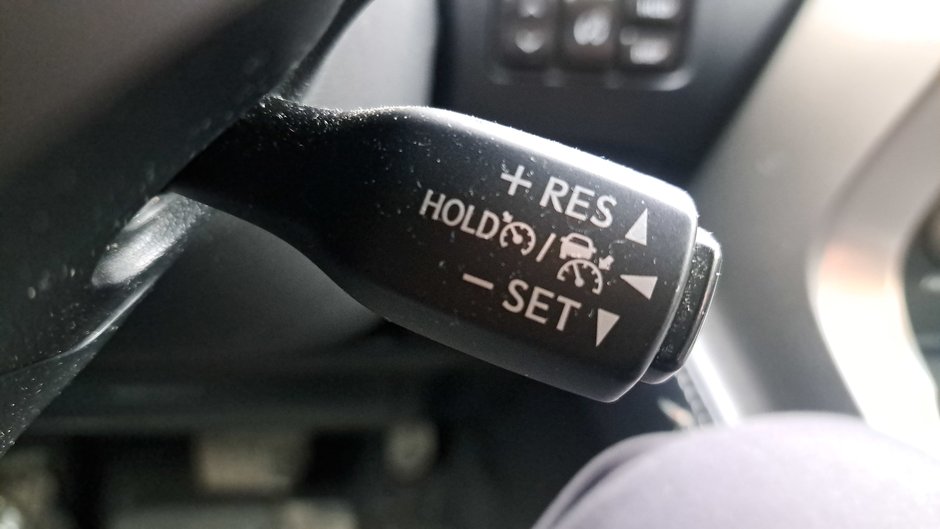 + RES
HOLD /
− SET